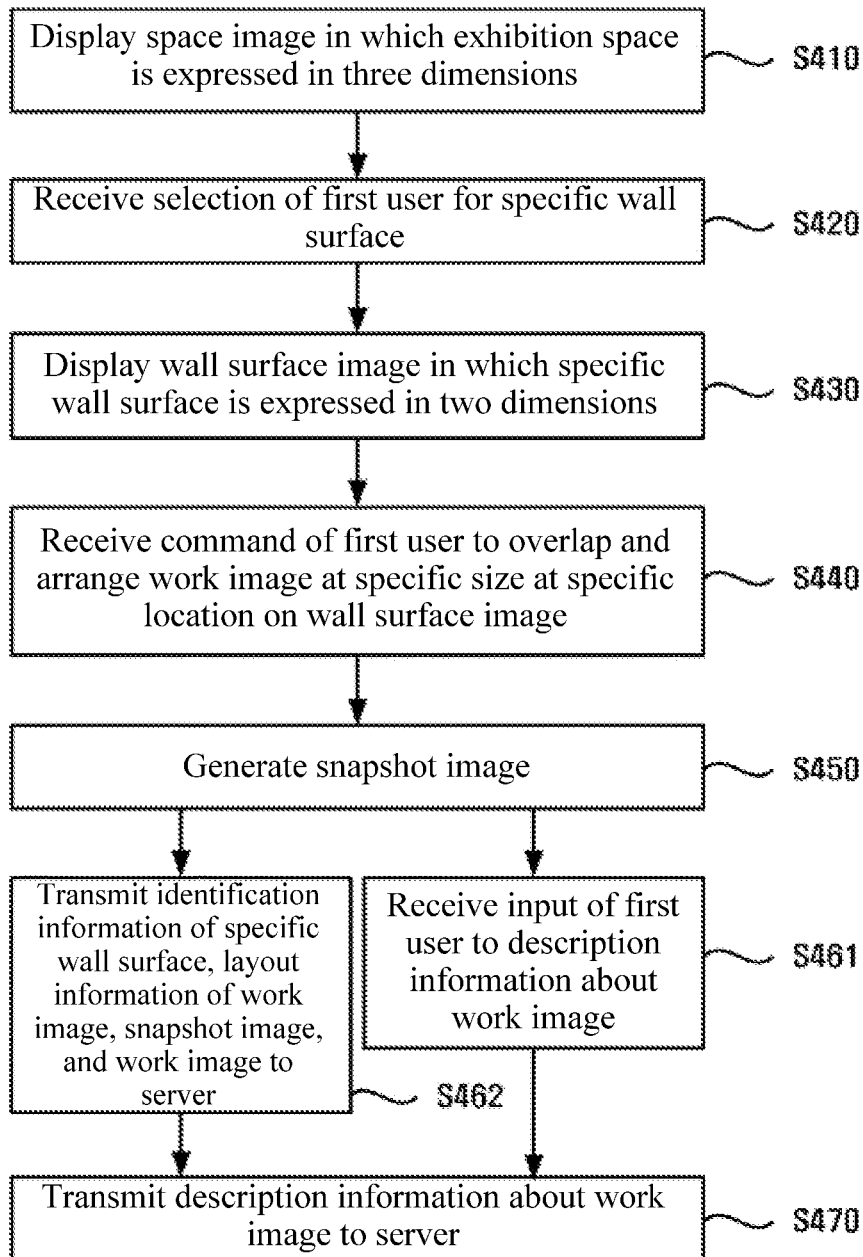 Display space image in which exhibition space
is expressed in three dimensions
S410
Receive selection of first user for specific wall
surface
S420
Display wall surface image in which specific
wall surface is expressed in two dimensions
S430
Receive command of first user to overlap and
arrange work image at specific size at specific
location on wall surface image
S440
Generate snapshot image
S450
Transmit identification
information of specific
wall surface, layout
information of work
image, snapshot image,
and work image to
server
S462
Receive input of first
user to description
information about
work image
S461
Transmit description information about work
image to server
S470